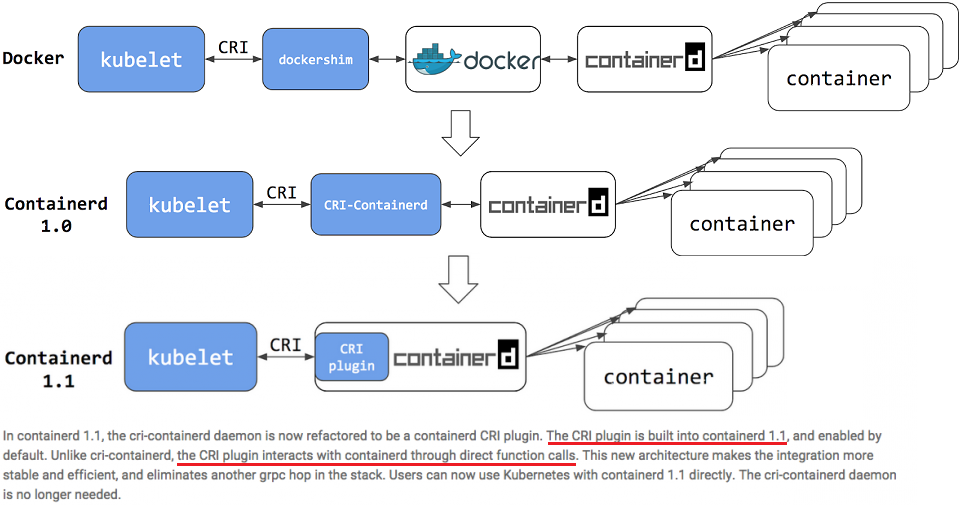 Docker kubelet CRI dockershim docker containerd container
Containerd 1.0 kubelet CRI CRI-Containerd containerd container
Containerd 1.1 kubelet CRI CRI plugin containerd container
In containerd 1.1, the cri-containerd daemon is now refactored to be a containerd CRI plugin. The CRI plugin is built into containerd 1.1, and enabled by
default. Unlike cri-containerd, the CRI plugin interacts with containerd through direct function calls. This new architecture makes the integration more
stable and efficient, and eliminates another grpc hop in the stack. Users can now use Kubernetes with containerd 1.1 directly. The cri-containerd daemon
is no longer needed.